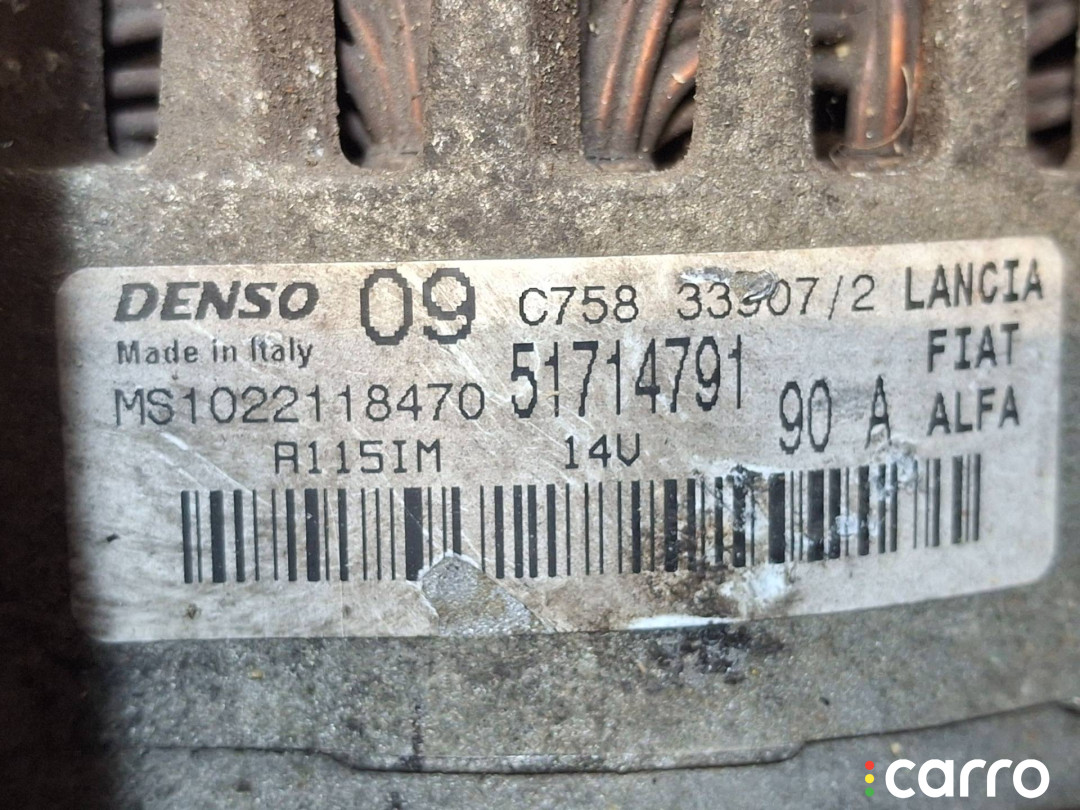 DENSO 09 C758 33907/2 LANCIA
Made in Italy 51714791 FIAT
MS1022118470 90 A ALFA
A115IM 14V
carro